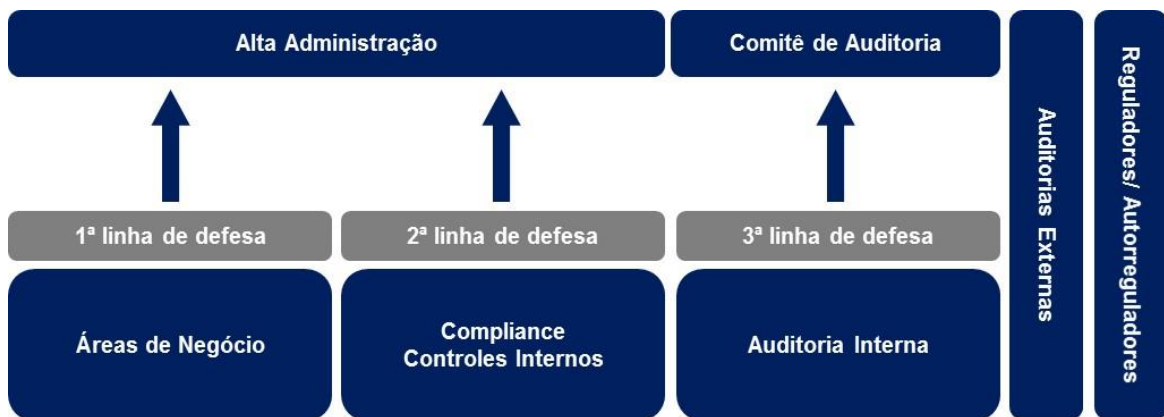 Alta Administração
Comitê de Auditoria
1ª linha de defesa
2ª linha de defesa
3ª linha de defesa
Áreas de Negócio
Compliance
Controles Internos
Auditoria Interna
Auditorias Externas
Reguladores/ Autorreguladores